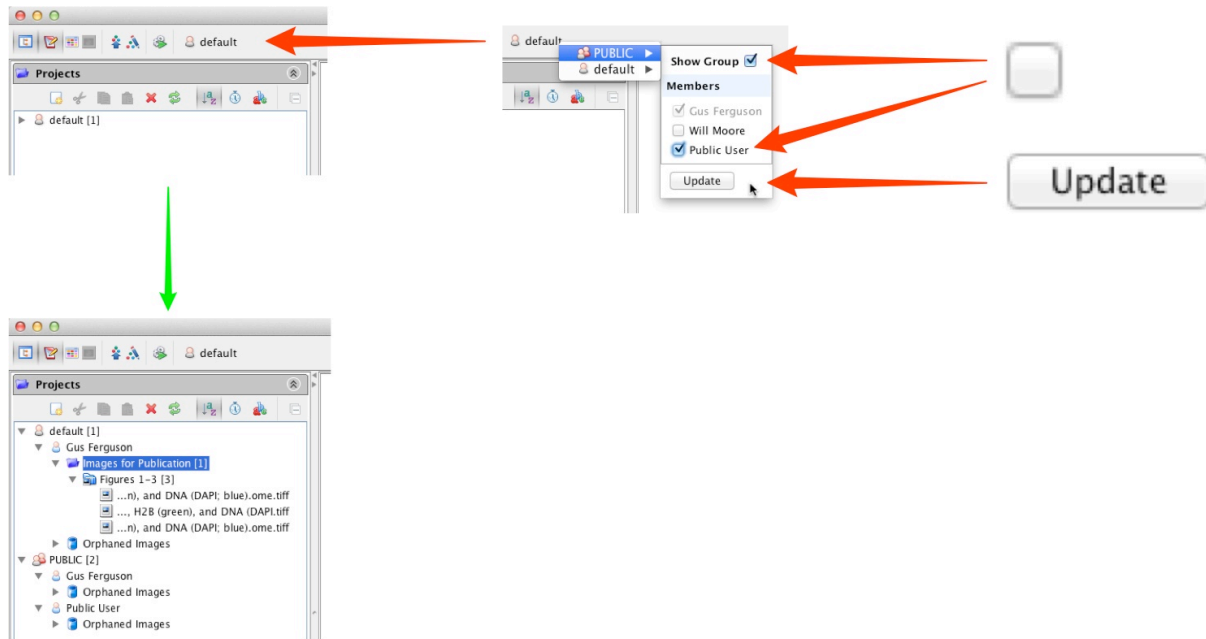 default
Projects
default [1]
default
PUBLIC
default
Show Group
Members
Gus Ferguson
Will Moore
Public User
Update
Update
default
Projects
default [1]
Gus Ferguson
Images for Publication [1]
Figures 1-3 [3]
...n), and DNA (DAPI; blue).ome.tiff
..., H2B (green), and DNA (DAPI.tiff
...n), and DNA (DAPI; blue).ome.tiff
Orphaned Images
PUBLIC [2]
Gus Ferguson
Orphaned Images
Public User
Orphaned Images